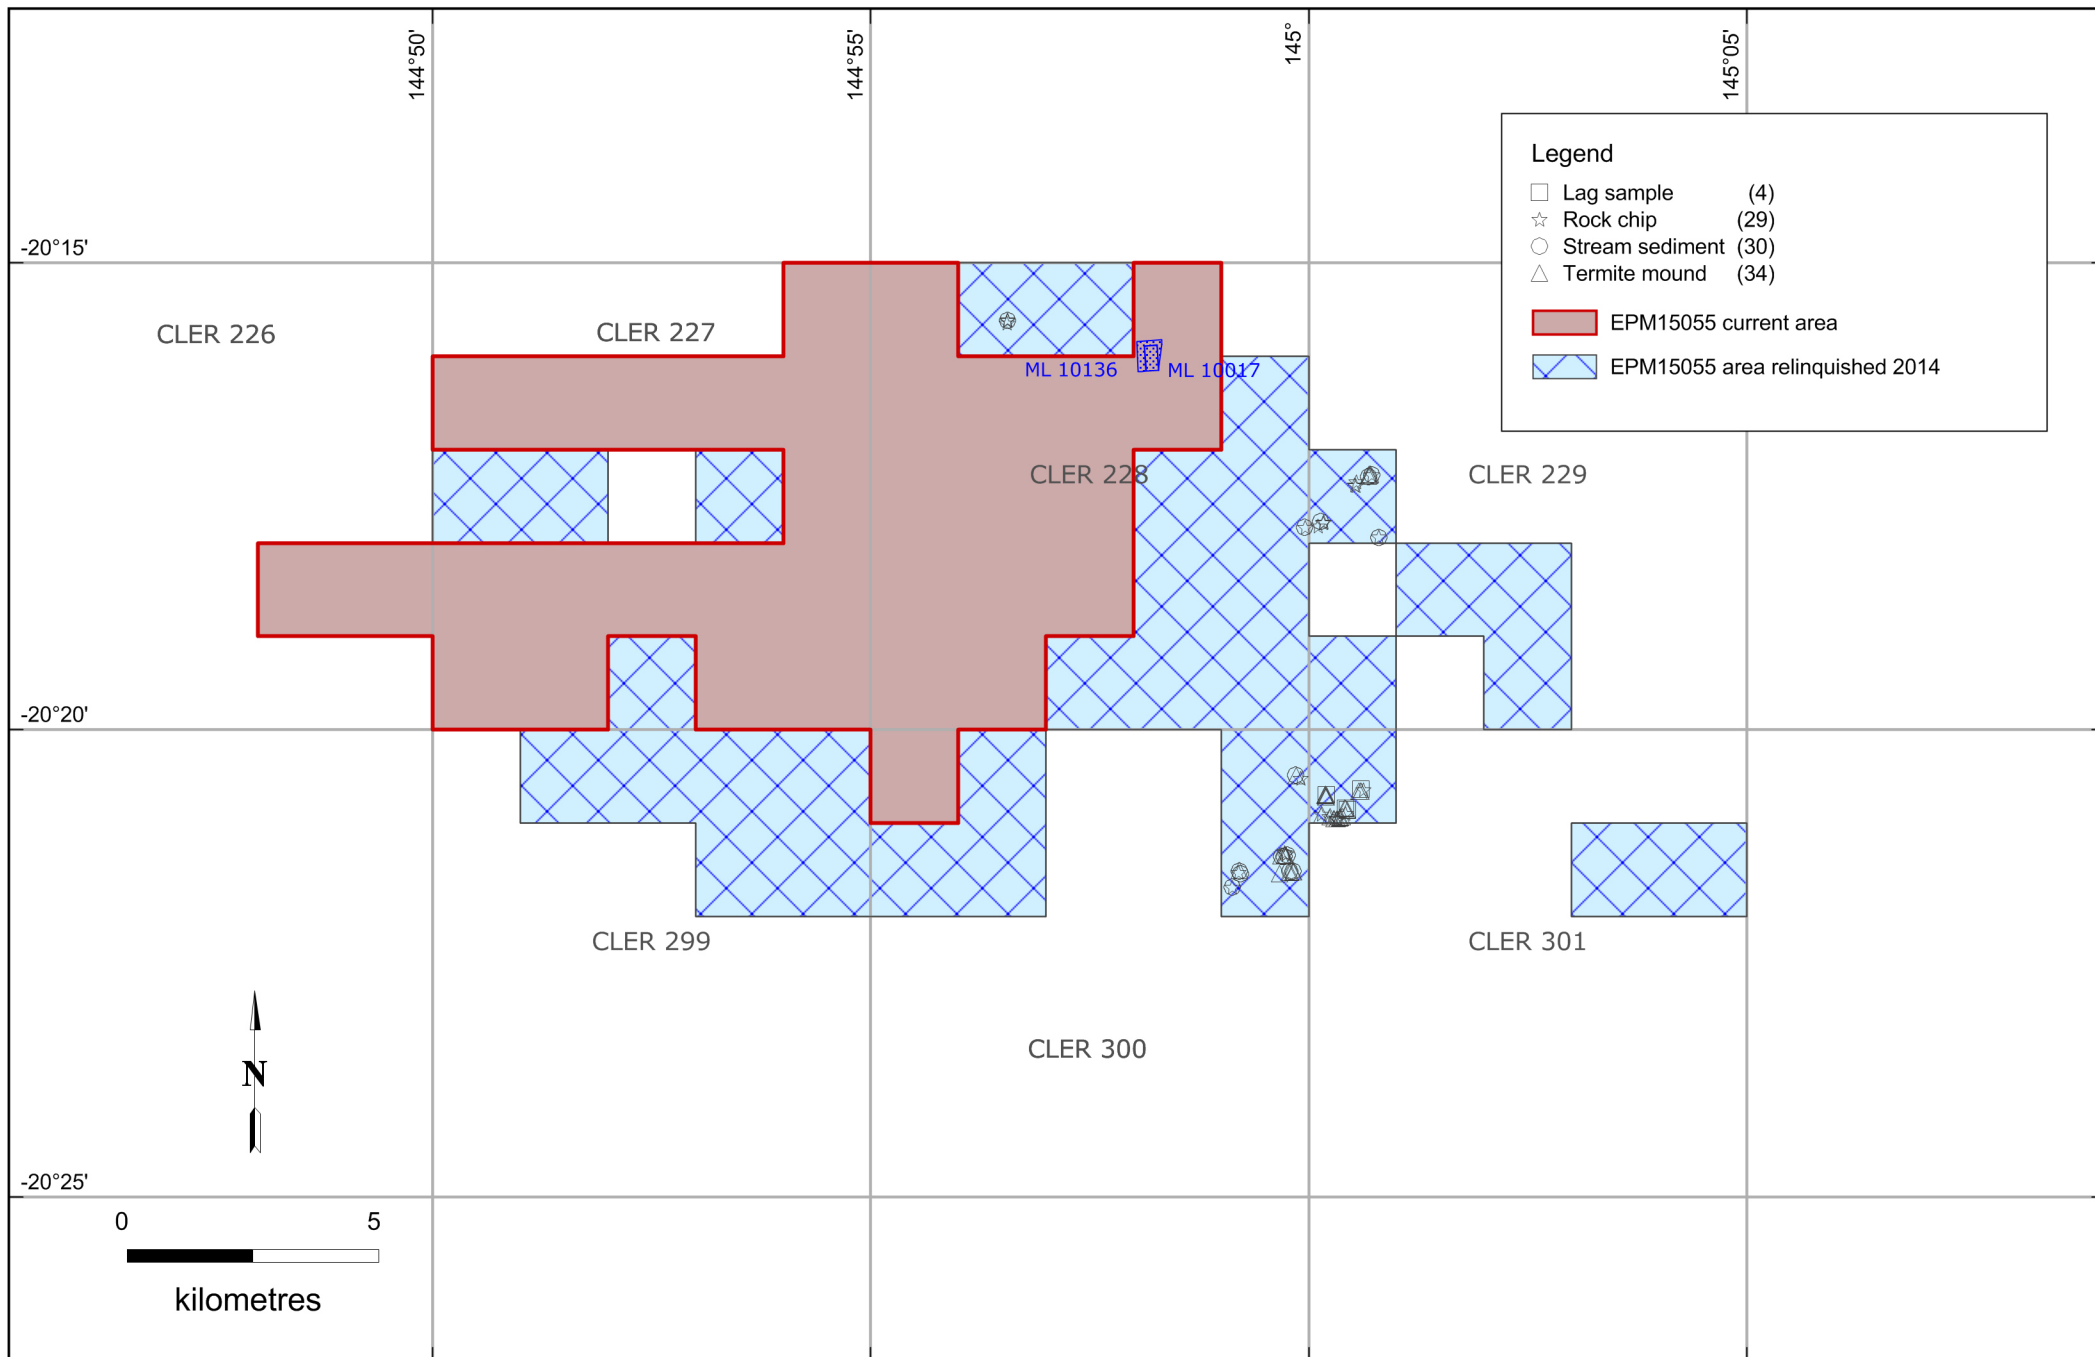 144°50'
144°55'
145°
145°05'
Legend
Lag sample (4)
Rock chip (29)
Stream sediment (30)
Termite mound (34)
EPM15055 current area
EPM15055 area relinquished 2014
-20°15'
CLER 226
CLER 227
ML 10136
ML 10017
CLER 228
CLER 229
-20°20'
CLER 299
CLER 301
CLER 300
N
-20°25'
0 5
kilometres